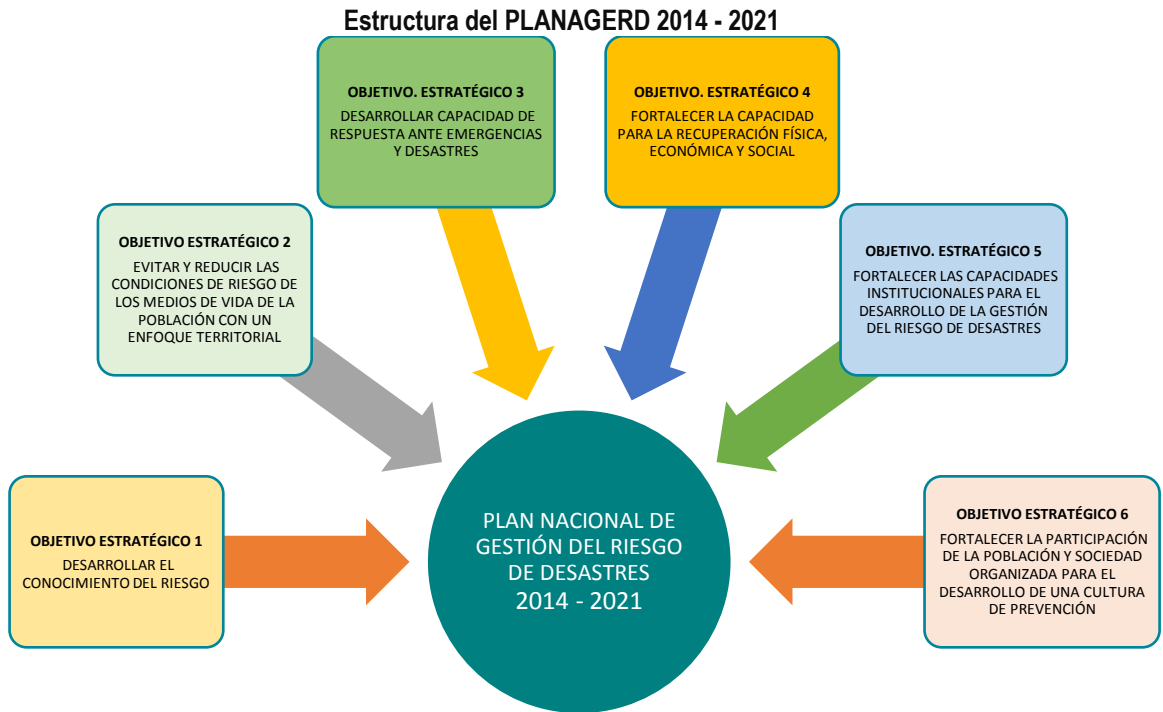 Estructura del PLANAGERD 2014 - 2021
OBJETIVO. ESTRATÉGICO 3
DESARROLLAR CAPACIDAD DE
RESPUESTA ANTE EMERGENCIAS
Y DESASTRES
OBJETIVO. ESTRATÉGICO 4
FORTALECER LA CAPACIDAD
PARA LA RECUPERACIÓN FÍSICA,
ECONÓMICA Y SOCIAL
OBJETIVO ESTRATÉGICO 2
EVITAR Y REDUCIR LAS
CONDICIONES DE RIESGO DE
LOS MEDIOS DE VIDA DE LA
POBLACIÓN CON UN
ENFOQUE TERRITORIAL
OBJETIVO. ESTRATÉGICO 5
FORTALECER LAS CAPACIDADES
INSTITUCIONALES PARA EL
DESARROLLO DE LA GESTIÓN
DEL RIESGO DE DESASTRES
OBJETIVO ESTRATÉGICO 1
DESARROLLAR EL
CONOCIMIENTO DEL RIESGO
PLAN NACIONAL DE
GESTIÓN DEL RIESGO
DE DESASTRES
2014 - 2021
OBJETIVO ESTRATÉGICO 6
FORTALECER LA PARTICIPACIÓN
DE LA POBLACIÓN Y SOCIEDAD
ORGANIZADA PARA EL
DESARROLLO DE UNA CULTURA
DE PREVENCIÓN